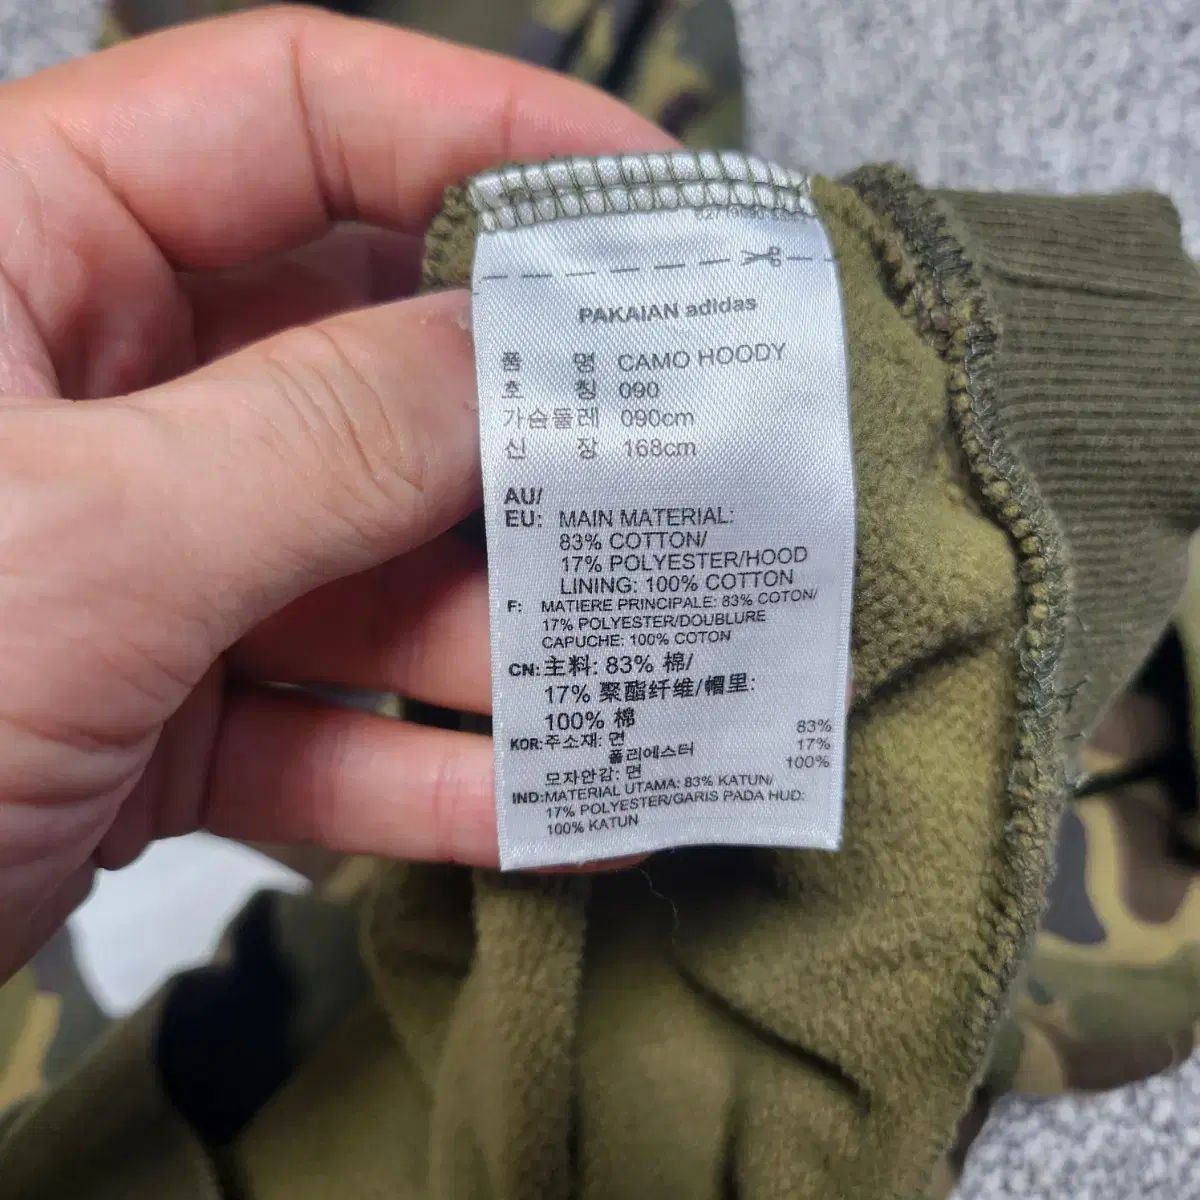 PAKAIAN adidas
품 명 CAMO HOODY
호 칭 090
가슴둘레 090cm
신 장 168cm
AU/
EU: MAIN MATERIAL:
83% COTTON/
17% POLYESTER/HOOD
LINING: 100% COTTON
F: MATIERE PRINCIPALE: 83% COTON/
17% POLYESTER/DOUBLURE
CAPUCHE: 100% COTON
CN: 主料: 83% 棉/
17% 聚酯纤维/帽里:
100% 棉
KOR: 주소재: 면 83%
폴리에스터 17%
모자안감: 면 100%
IND: MATERIAL UTAMA: 83% KATUN/
17% POLYESTER/GARIS PADA HUD:
100% KATUN